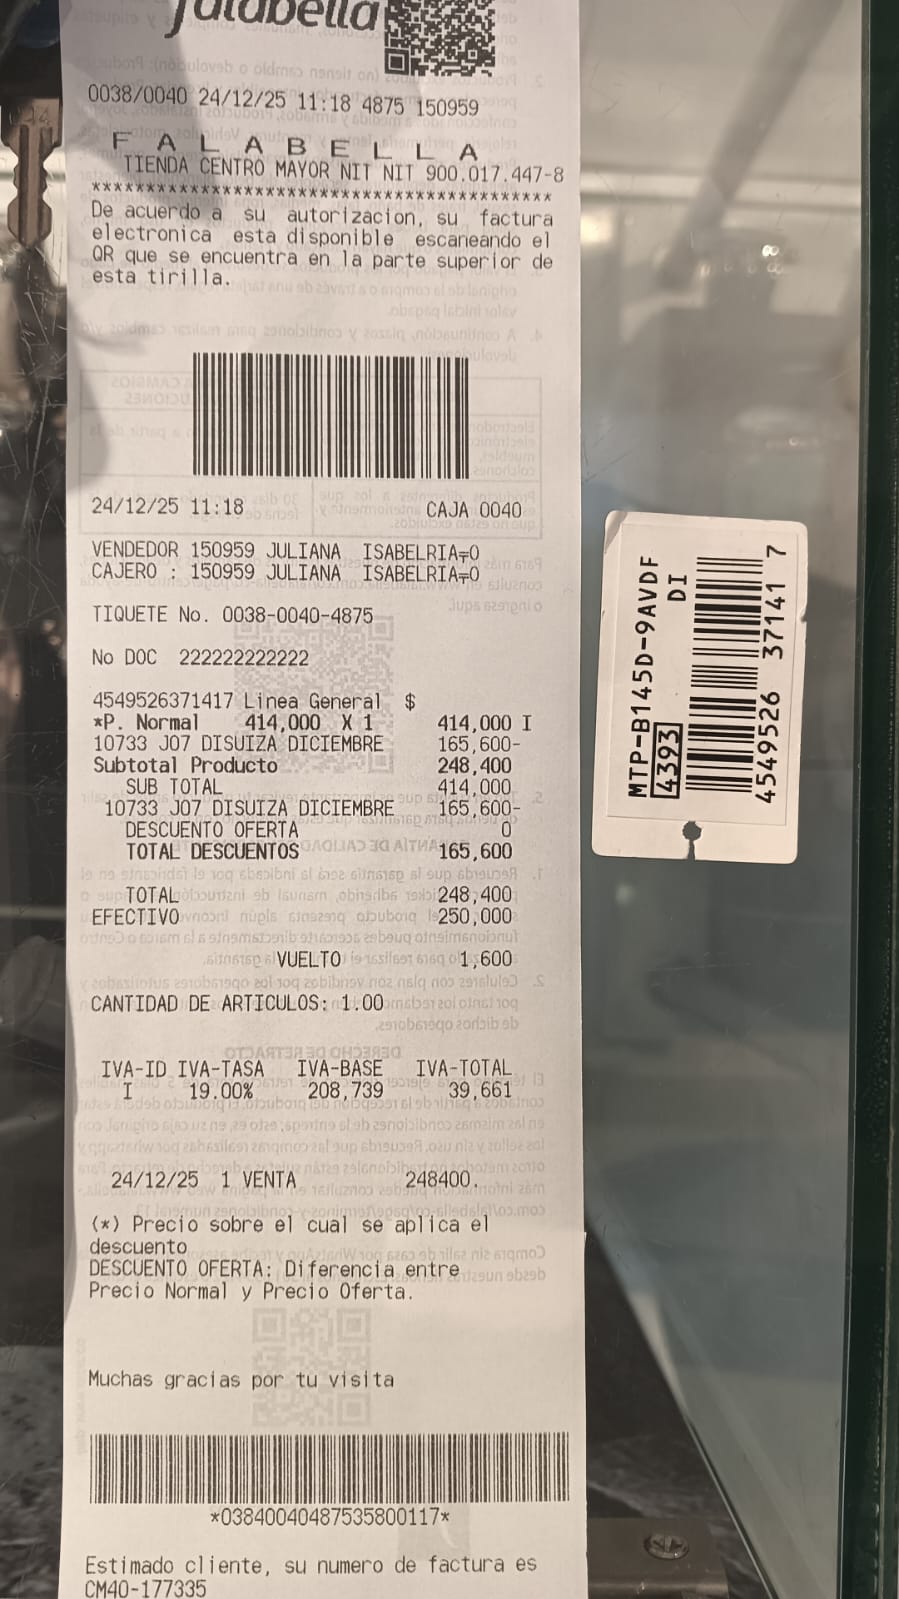 falabella
0038/0040 24/12/25 11:18 4875 150959
F A L A B E L L A
TIENDA CENTRO MAYOR NIT NIT 900.017.447-8
******************************************
De acuerdo a su autorizacion, su factura
electronica esta disponible escaneando el
QR que se encuentra en la parte superior de
esta tirilla.
24/12/25 11:18 CAJA 0040
VENDEDOR 150959 JULIANA ISABELRIA╤O
CAJERO : 150959 JULIANA ISABELRIA╤O
TIQUETE No. 0038-0040-4875
No DOC 222222222222
4549526371417 Linea General $
*P. Normal 414,000 X 1 414,000 I
10733 J07 DISUIZA DICIEMBRE 165,600-
Subtotal Producto 248,400
SUB TOTAL 414,000
10733 J07 DISUIZA DICIEMBRE 165,600-
DESCUENTO OFERTA 0
TOTAL DESCUENTOS 165,600
TOTAL 248,400
EFECTIVO 250,000
VUELTO 1,600
CANTIDAD DE ARTICULOS: 1.00
IVA-ID IVA-TASA IVA-BASE IVA-TOTAL
I 19.00% 208,739 39,661
24/12/25 1 VENTA 248400.
(*) Precio sobre el cual se aplica el
descuento
DESCUENTO OFERTA: Diferencia entre
Precio Normal y Precio Oferta.
Muchas gracias por tu visita
*03840040487535800117*
Estimado cliente, su numero de factura es
CM40-177335
MTP-B145D-9AVDF
DI
4393
4549526 37141 7